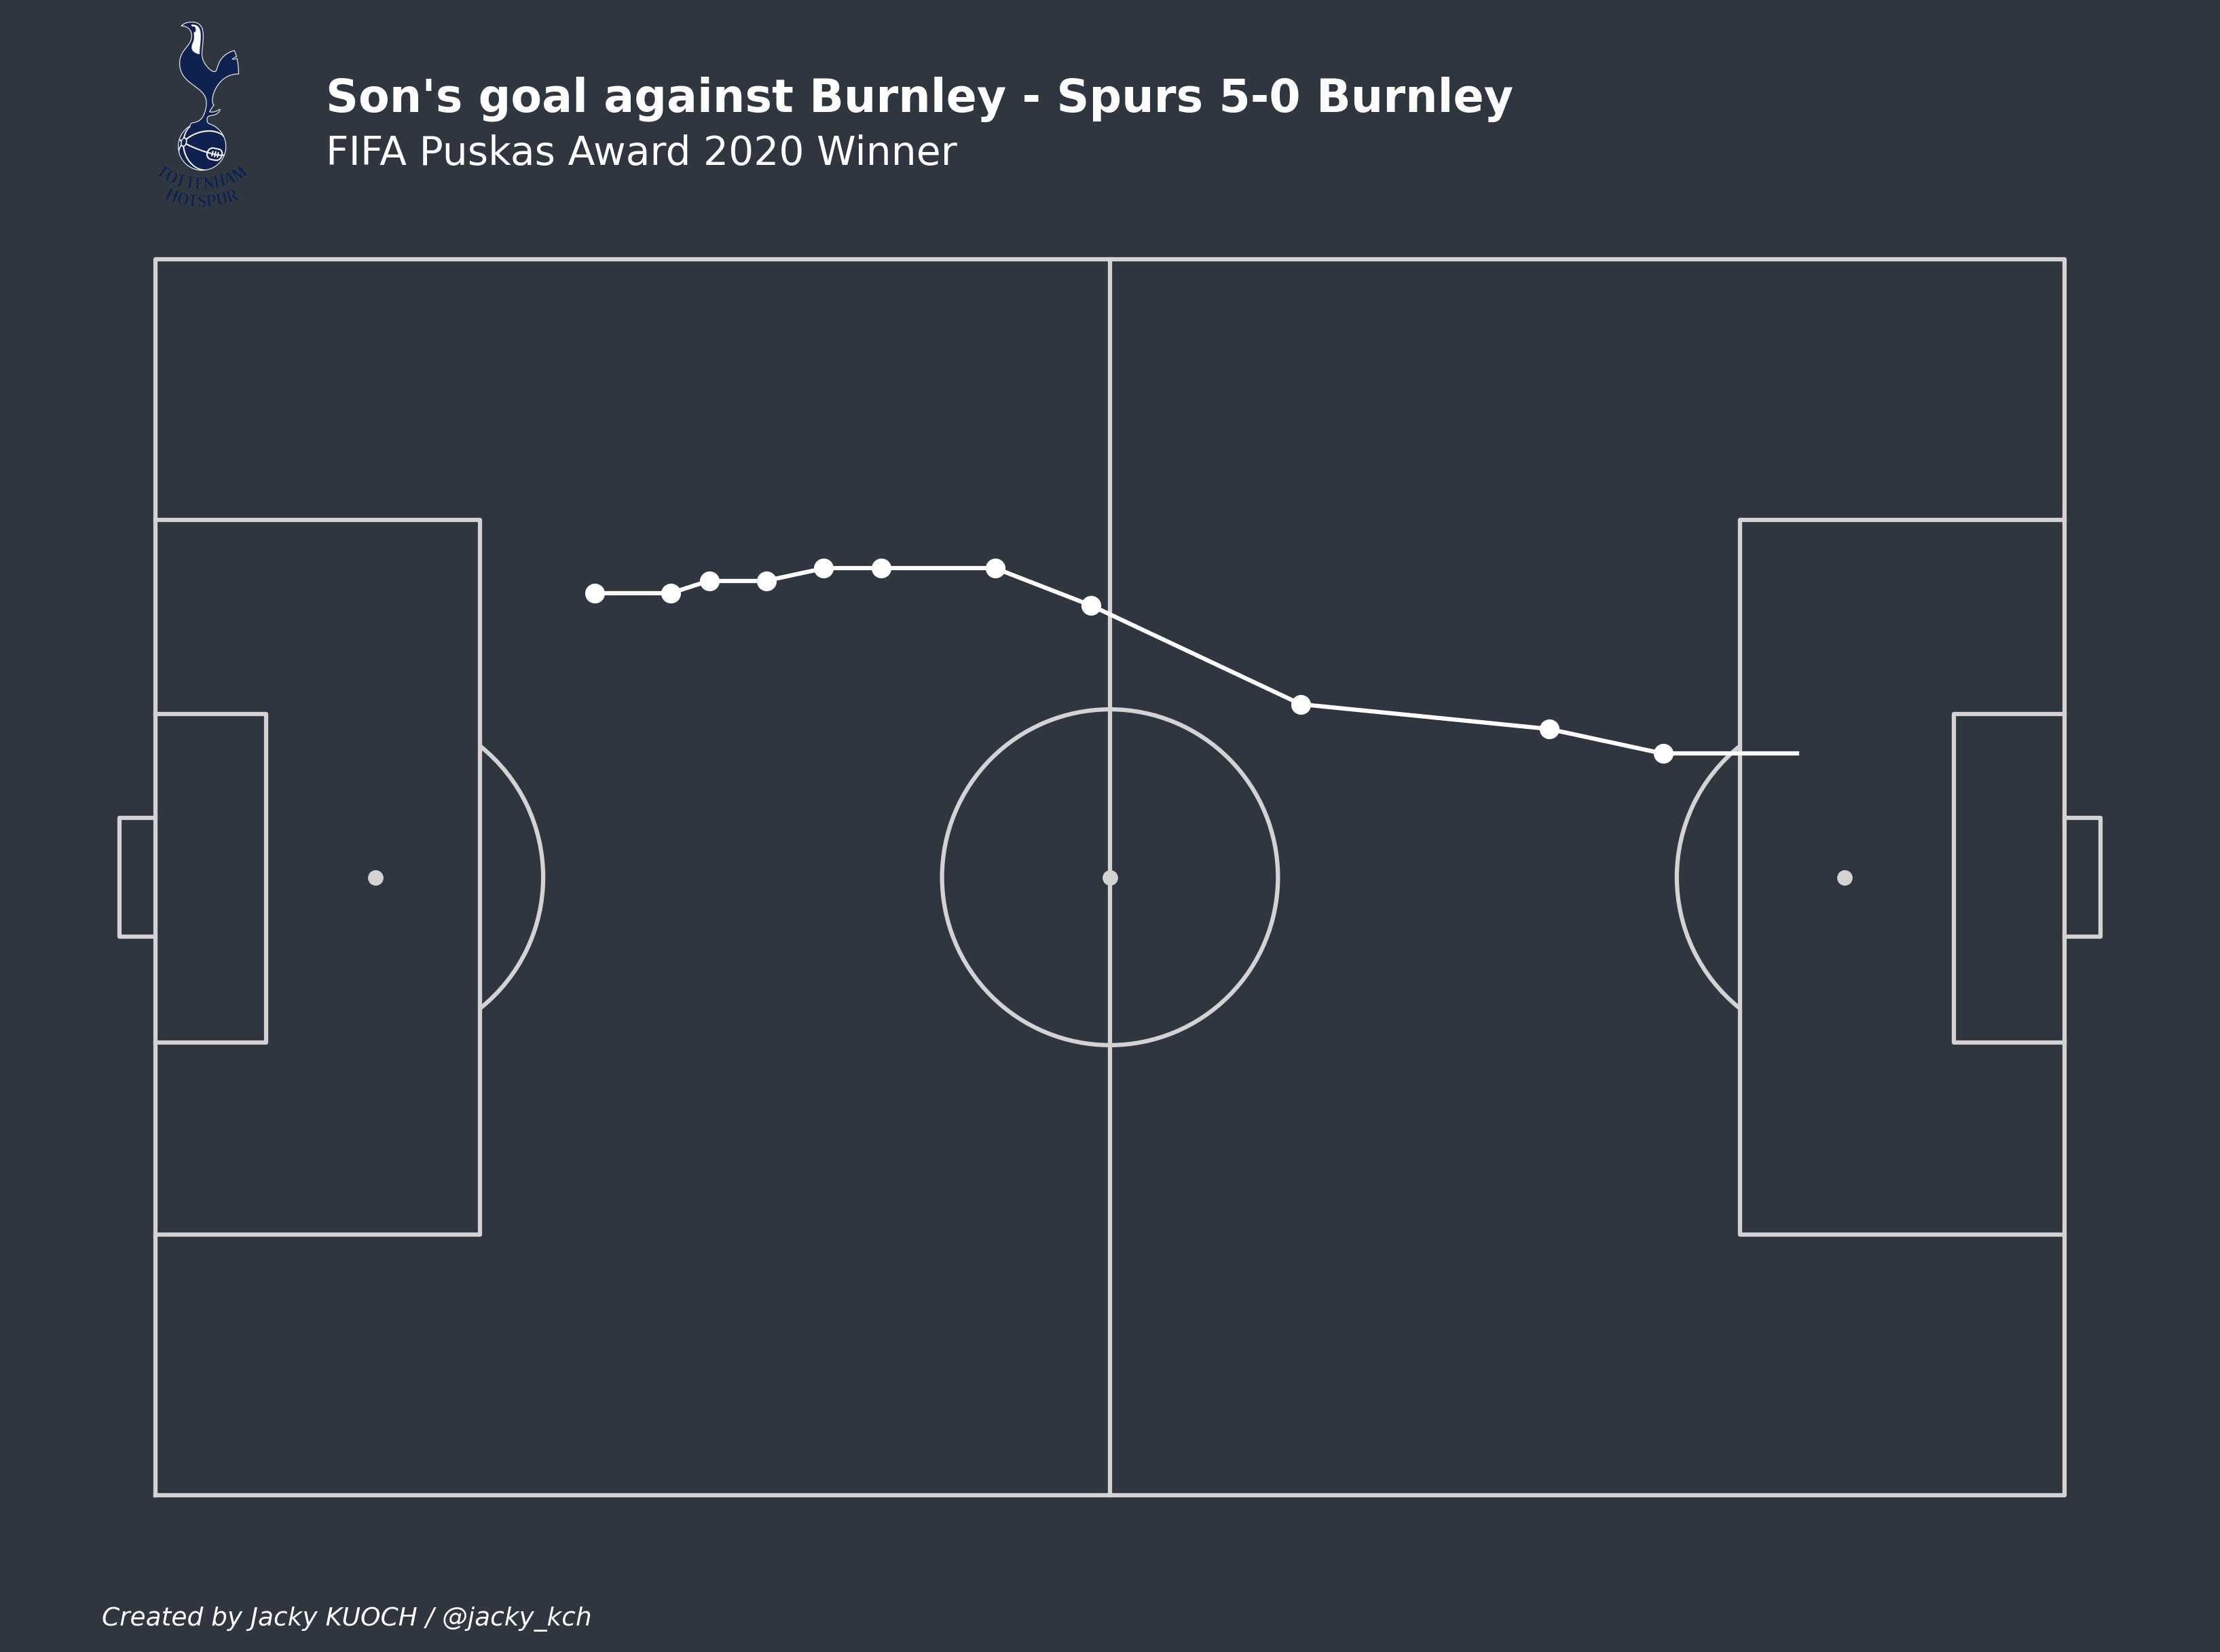 Son's goal against Burnley - Spurs 5-0 Burnley
FIFA Puskas Award 2020 Winner
TOTTENHAM
HOTSPUR
Created by Jacky KUOCH / @jacky_kch